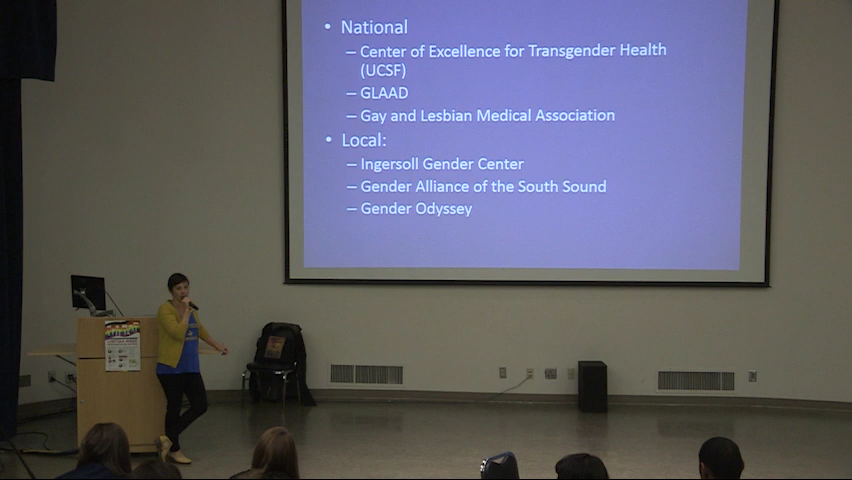 • National
– Center of Excellence for Transgender Health
(UCSF)
– GLAAD
– Gay and Lesbian Medical Association
• Local:
– Ingersoll Gender Center
– Gender Alliance of the South Sound
– Gender Odyssey